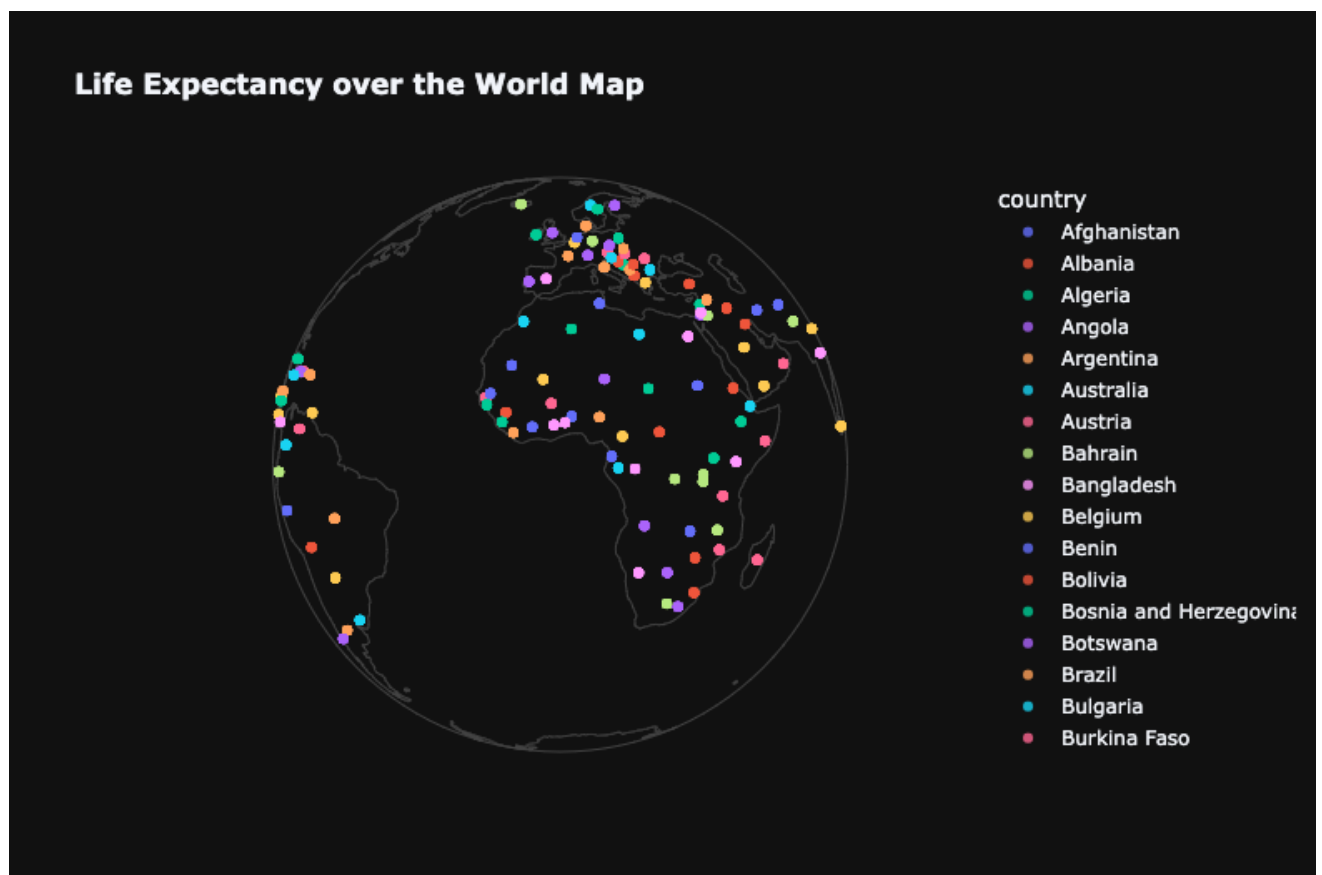 Life Expectancy over the World Map
country
Afghanistan
Albania
Algeria
Angola
Argentina
Australia
Austria
Bahrain
Bangladesh
Belgium
Benin
Bolivia
Bosnia and Herzegovina
Botswana
Brazil
Bulgaria
Burkina Faso